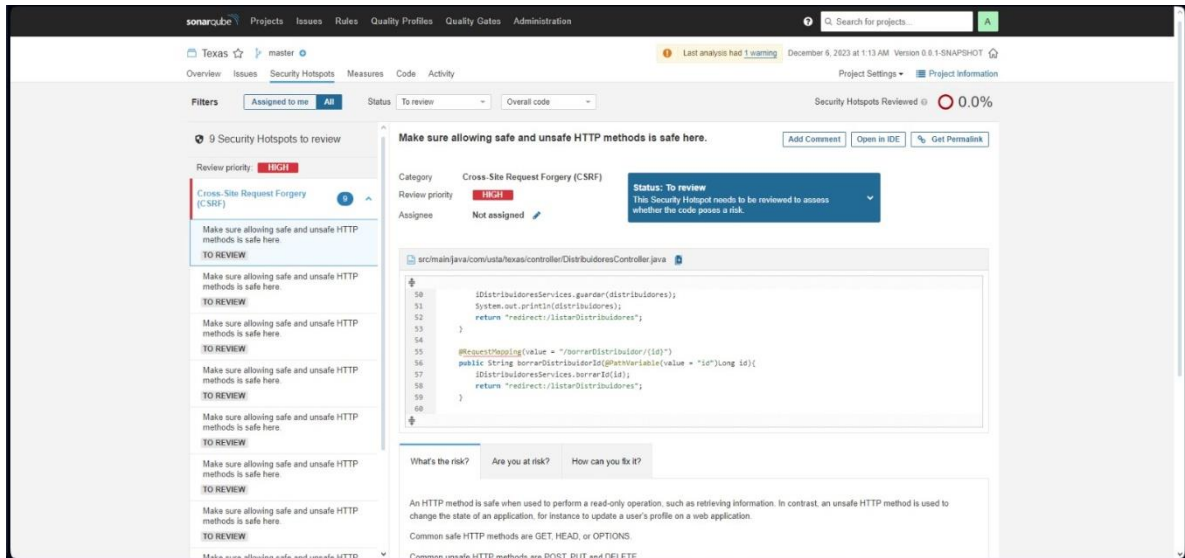 sonarqube Projects Issues Rules Quality Profiles Quality Gates Administration Search for projects... A
Texas master Last analysis had 1 warning December 6, 2023 at 1:13 AM Version 0.0.1-SNAPSHOT
Overview Issues Security Hotspots Measures Code Activity Project Settings Project Information
Filters Assigned to me All Status To review Overall code Security Hotspots Reviewed 0.0%
9 Security Hotspots to review
Review priority: HIGH
Cross-Site Request Forgery (CSRF) 9
Make sure allowing safe and unsafe HTTP
methods is safe here.
TO REVIEW
Make sure allowing safe and unsafe HTTP
methods is safe here.
TO REVIEW
Make sure allowing safe and unsafe HTTP
methods is safe here.
TO REVIEW
Make sure allowing safe and unsafe HTTP
methods is safe here.
TO REVIEW
Make sure allowing safe and unsafe HTTP
methods is safe here.
TO REVIEW
Make sure allowing safe and unsafe HTTP
methods is safe here.
TO REVIEW
Make sure allowing safe and unsafe HTTP
methods is safe here.
TO REVIEW
Make sure allowing safe and unsafe HTTP
Make sure allowing safe and unsafe HTTP methods is safe here. Add Comment Open in IDE Get Permalink
Category Cross-Site Request Forgery (CSRF)
Review priority HIGH
Assignee Not assigned
Status: To review
This Security Hotspot needs to be reviewed to assess
whether the code poses a risk.
src/main/java/com/usta/texas/controller/DistribuidoresController.java
50 iDistribuidoresServices.guardar(distribuidores);
51 System.out.println(distribuidores);
52 return "redirect:/listarDistribuidores";
53 }
54
55 @RequestMapping(value = "/borrarDistribuidor/{id}")
56 public String borrarDistribuidorId(@PathVariable(value = "id")Long id){
57 iDistribuidoresServices.borrarId(id);
58 return "redirect:/listarDistribuidores";
59 }
60
What's the risk? Are you at risk? How can you fix it?
An HTTP method is safe when used to perform a read-only operation, such as retrieving information. In contrast, an unsafe HTTP method is used to
change the state of an application, for instance to update a user's profile on a web application.
Common safe HTTP methods are GET, HEAD, or OPTIONS.
Common unsafe HTTP methods are POST, PUT and DELETE.